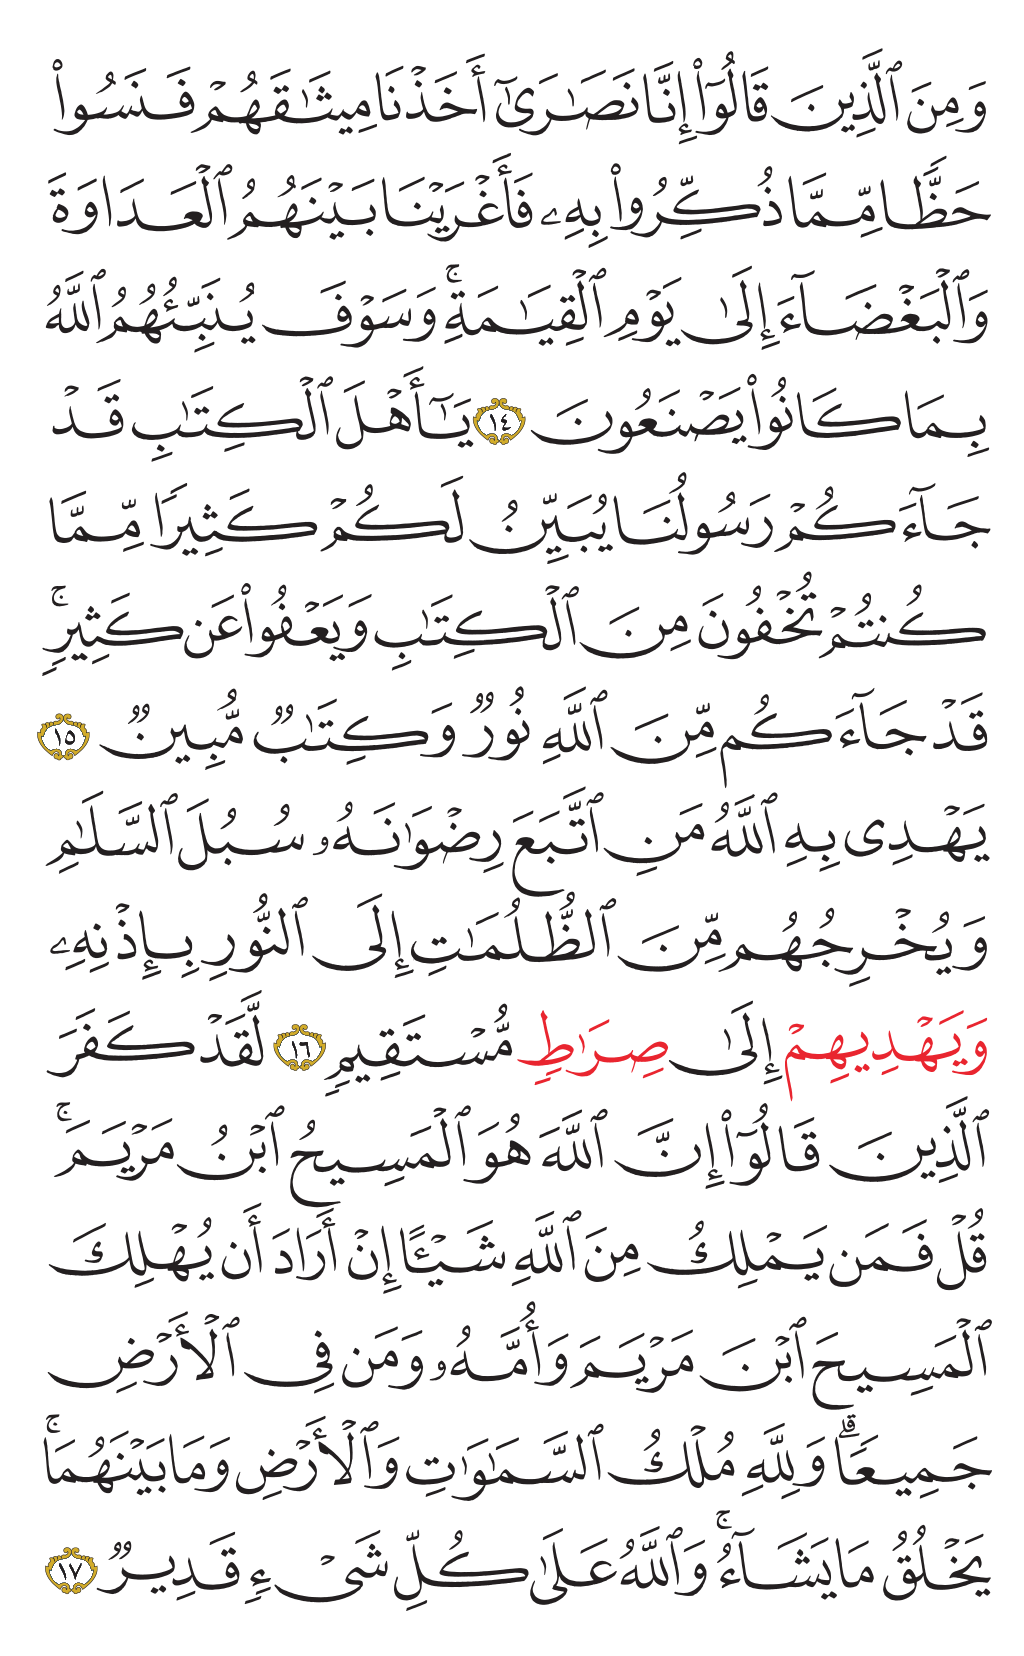 وَمِنَ ٱلَّذِينَ قَالُوٓا۟ إِنَّا نَصَٰرَىٰٓ أَخَذْنَا مِيثَٰقَهُمْ فَنَسُوا۟
حَظًّا مِّمَّا ذُكِّرُوا۟ بِهِۦ فَأَغْرَيْنَا بَيْنَهُمُ ٱلْعَدَاوَةَ
وَٱلْبَغْضَآءَ إِلَىٰ يَوْمِ ٱلْقِيَٰمَةِ ۚ وَسَوْفَ يُنَبِّئُهُمُ ٱللَّهُ
بِمَا كَانُوا۟ يَصْنَعُونَ ١٤ يَٰٓأَهْلَ ٱلْكِتَٰبِ قَدْ
جَآءَكُمْ رَسُولُنَا يُبَيِّنُ لَكُمْ كَثِيرًا مِّمَّا
كُنتُمْ تُخْفُونَ مِنَ ٱلْكِتَٰبِ وَيَعْفُوا۟ عَن كَثِيرٍ ۚ
قَدْ جَآءَكُم مِّنَ ٱللَّهِ نُورٌ وَكِتَٰبٌ مُّبِينٌ ١٥
يَهْدِى بِهِ ٱللَّهُ مَنِ ٱتَّبَعَ رِضْوَٰنَهُۥ سُبُلَ ٱلسَّلَٰمِ
وَيُخْرِجُهُم مِّنَ ٱلظُّلُمَٰتِ إِلَى ٱلنُّورِ بِإِذْنِهِۦ
وَيَهْدِيهِمْ إِلَىٰ صِرَٰطٍ مُّسْتَقِيمٍ ١٦ لَّقَدْ كَفَرَ
ٱلَّذِينَ قَالُوٓا۟ إِنَّ ٱللَّهَ هُوَ ٱلْمَسِيحُ ٱبْنُ مَرْيَمَ ۚ
قُلْ فَمَن يَمْلِكُ مِنَ ٱللَّهِ شَيْـًٔا إِنْ أَرَادَ أَن يُهْلِكَ
ٱلْمَسِيحَ ٱبْنَ مَرْيَمَ وَأُمَّهُۥ وَمَن فِى ٱلْأَرْضِ
جَمِيعًا ۗ وَلِلَّهِ مُلْكُ ٱلسَّمَٰوَٰتِ وَٱلْأَرْضِ وَمَا بَيْنَهُمَا ۚ
يَخْلُقُ مَا يَشَآءُ ۚ وَٱللَّهُ عَلَىٰ كُلِّ شَىْءٍ قَدِيرٌ ١٧